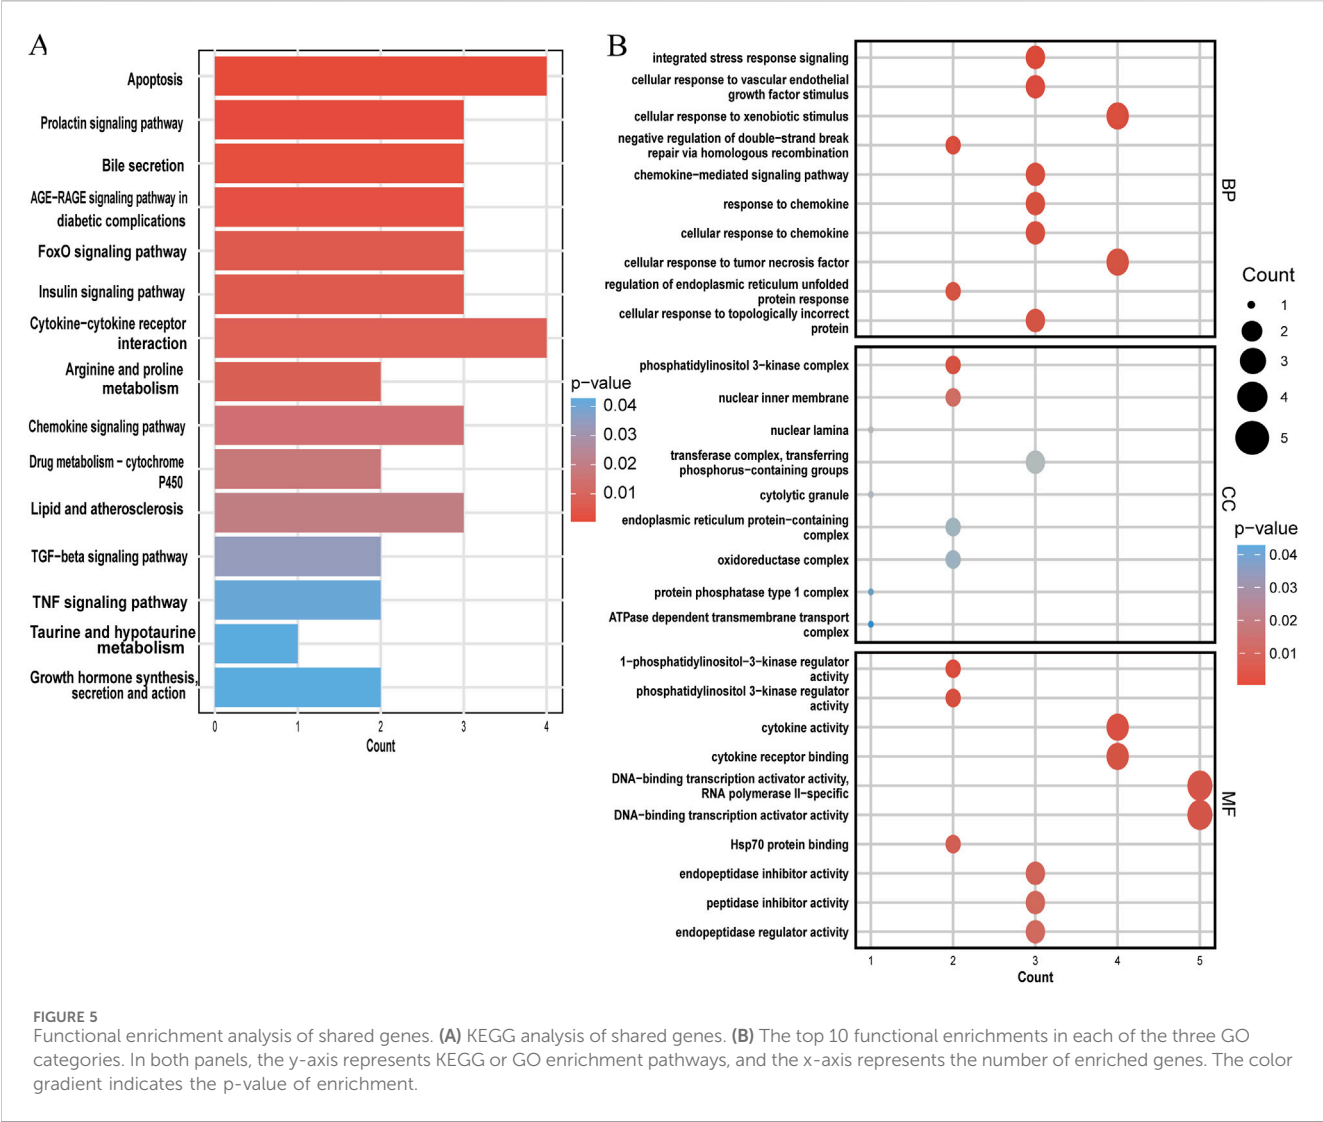 A
Apoptosis
Prolactin signaling pathway
Bile secretion
AGE−RAGE signaling pathway in
diabetic complications
FoxO signaling pathway
Insulin signaling pathway
Cytokine−cytokine receptor
interaction
Arginine and proline
metabolism
Chemokine signaling pathway
Drug metabolism − cytochrome
P450
Lipid and atherosclerosis
TGF−beta signaling pathway
TNF signaling pathway
Taurine and hypotaurine
metabolism
Growth hormone synthesis,
secretion and action
0 1 2 3 4
Count
p−value
0.04
0.03
0.02
0.01
B
integrated stress response signaling
cellular response to vascular endothelial
growth factor stimulus
cellular response to xenobiotic stimulus
negative regulation of double−strand break
repair via homologous recombination
chemokine−mediated signaling pathway
response to chemokine
cellular response to chemokine
cellular response to tumor necrosis factor
regulation of endoplasmic reticulum unfolded
protein response
cellular response to topologically incorrect
protein
BP
phosphatidylinositol 3−kinase complex
nuclear inner membrane
nuclear lamina
transferase complex, transferring
phosphorus−containing groups
cytolytic granule
endoplasmic reticulum protein−containing
complex
oxidoreductase complex
protein phosphatase type 1 complex
ATPase dependent transmembrane transport
complex
CC
1−phosphatidylinositol−3−kinase regulator
activity
phosphatidylinositol 3−kinase regulator
activity
cytokine activity
cytokine receptor binding
DNA−binding transcription activator activity,
RNA polymerase II−specific
DNA−binding transcription activator activity
Hsp70 protein binding
endopeptidase inhibitor activity
peptidase inhibitor activity
endopeptidase regulator activity
MF
1 2 3 4 5
Count
Count
1
2
3
4
5
p−value
0.04
0.03
0.02
0.01
FIGURE 5
Functional enrichment analysis of shared genes. (A) KEGG analysis of shared genes. (B) The top 10 functional enrichments in each of the three GO
categories. In both panels, the y-axis represents KEGG or GO enrichment pathways, and the x-axis represents the number of enriched genes. The color
gradient indicates the p-value of enrichment.